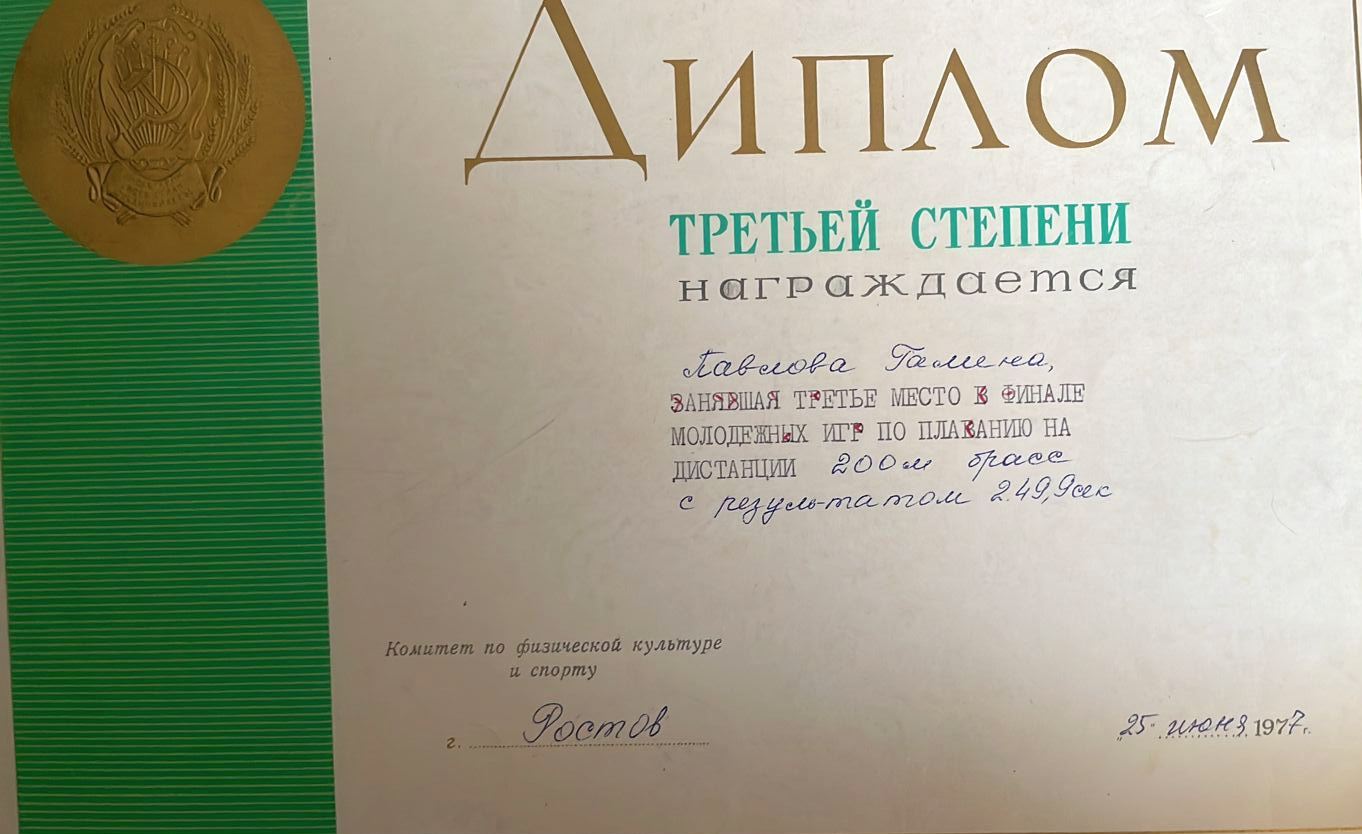 ДИПЛОМ
ТРЕТЬЕЙ СТЕПЕНИ
награждается
Павлова Галина,
ЗАНЯВШАЯ ТРЕТЬЕ МЕСТО В ФИНАЛЕ
МОЛОДЕЖНЫХ ИГР ПО ПЛАВАНИЮ НА
ДИСТАНЦИИ 200м брасс
с результатом 2.49,9сек
Комитет по физической культуре
и спорту
г. Ростов
„25" июня 1977 г.